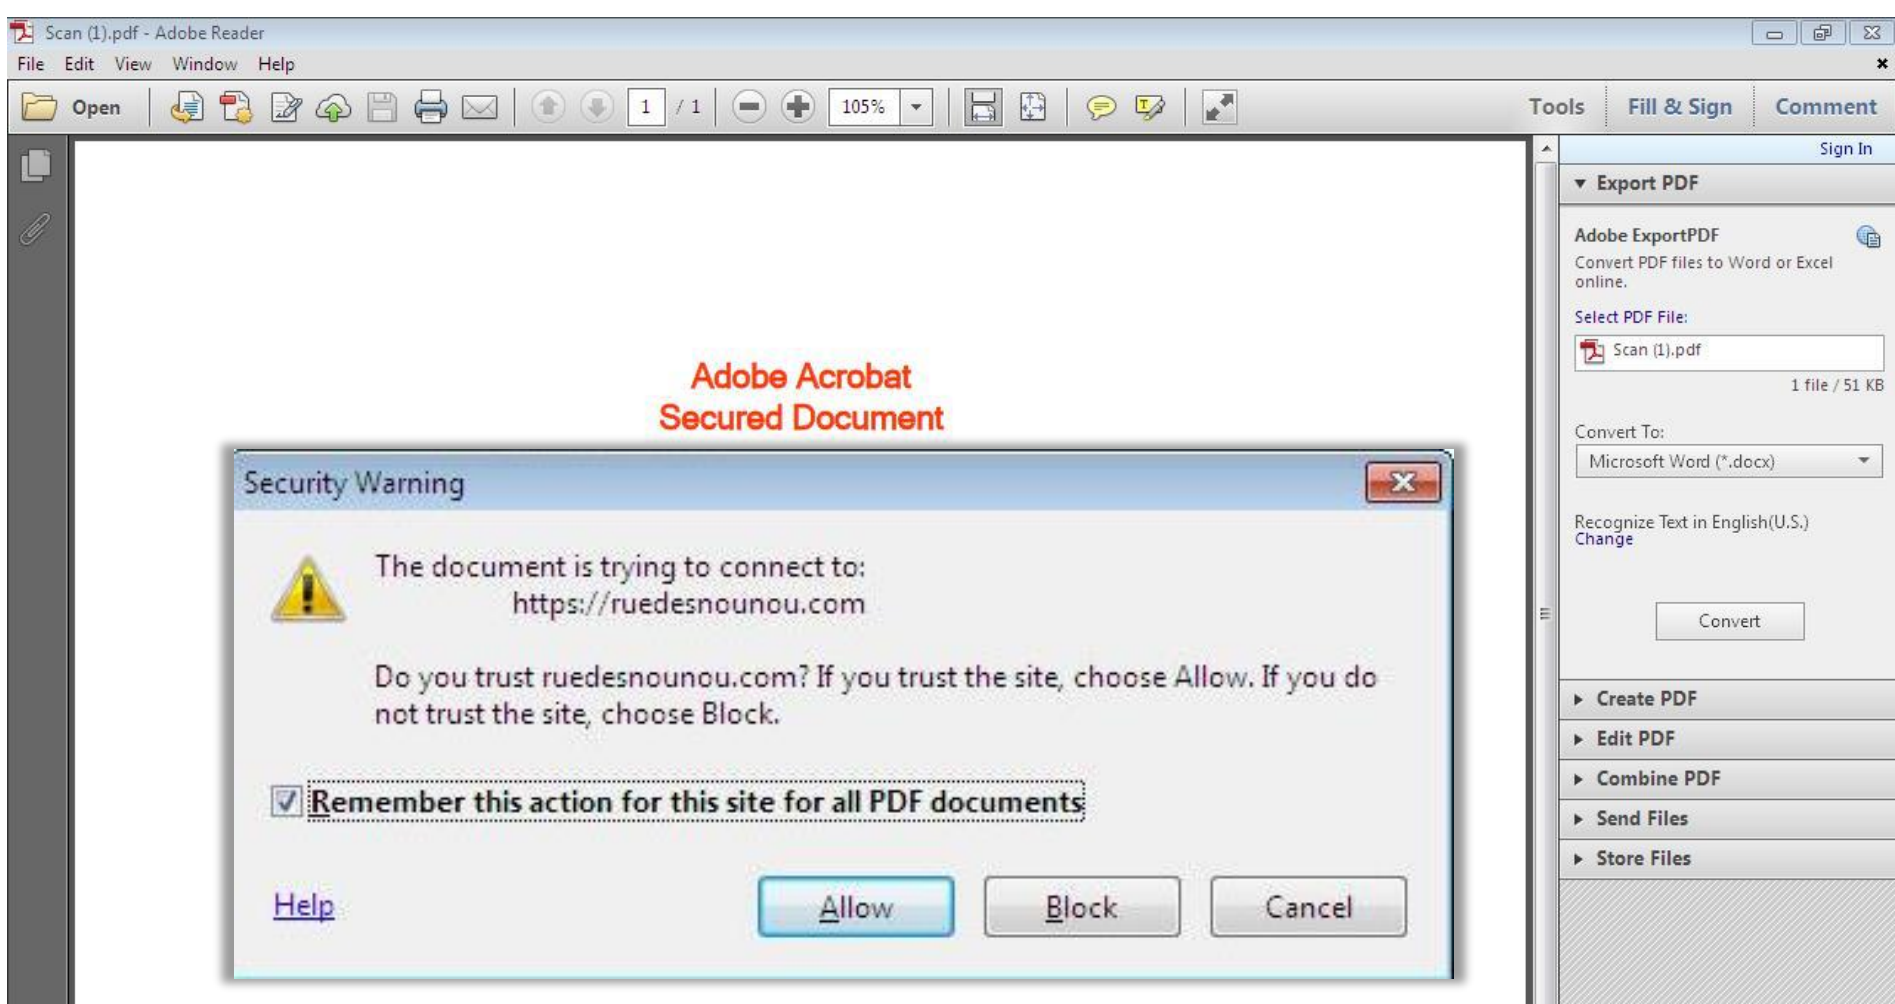 Scan (1).pdf - Adobe Reader
File Edit View Window Help
Open 1 / 1 105% Tools Fill & Sign Comment
Sign In
Export PDF
Adobe ExportPDF
Convert PDF files to Word or Excel
online.
Select PDF File:
Scan (1).pdf
1 file / 51 KB
Convert To:
Microsoft Word (*.docx)
Recognize Text in English(U.S.)
Change
Convert
Create PDF
Edit PDF
Combine PDF
Send Files
Store Files
Adobe Acrobat
Secured Document
Security Warning
The document is trying to connect to:
https://ruedesnounou.com
Do you trust ruedesnounou.com? If you trust the site, choose Allow. If you do
not trust the site, choose Block.
Remember this action for this site for all PDF documents
Help Allow Block Cancel